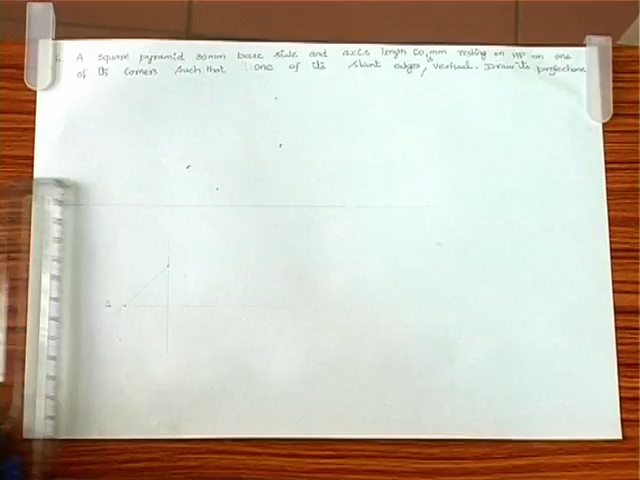 A square pyramid 30mm base side and axis length 60 mm resting on HP on one
of its corners such that one of its slant edges is vertical. Draw its projections